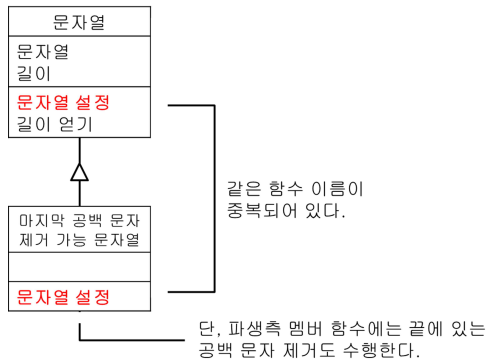 문자열
문자열
길이
문자열 설정
길이 얻기
같은 함수 이름이
중복되어 있다.
마지막 공백 문자
제거 가능 문자열
문자열 설정
단, 파생측 멤버 함수에는 끝에 있는
공백 문자 제거도 수행한다.